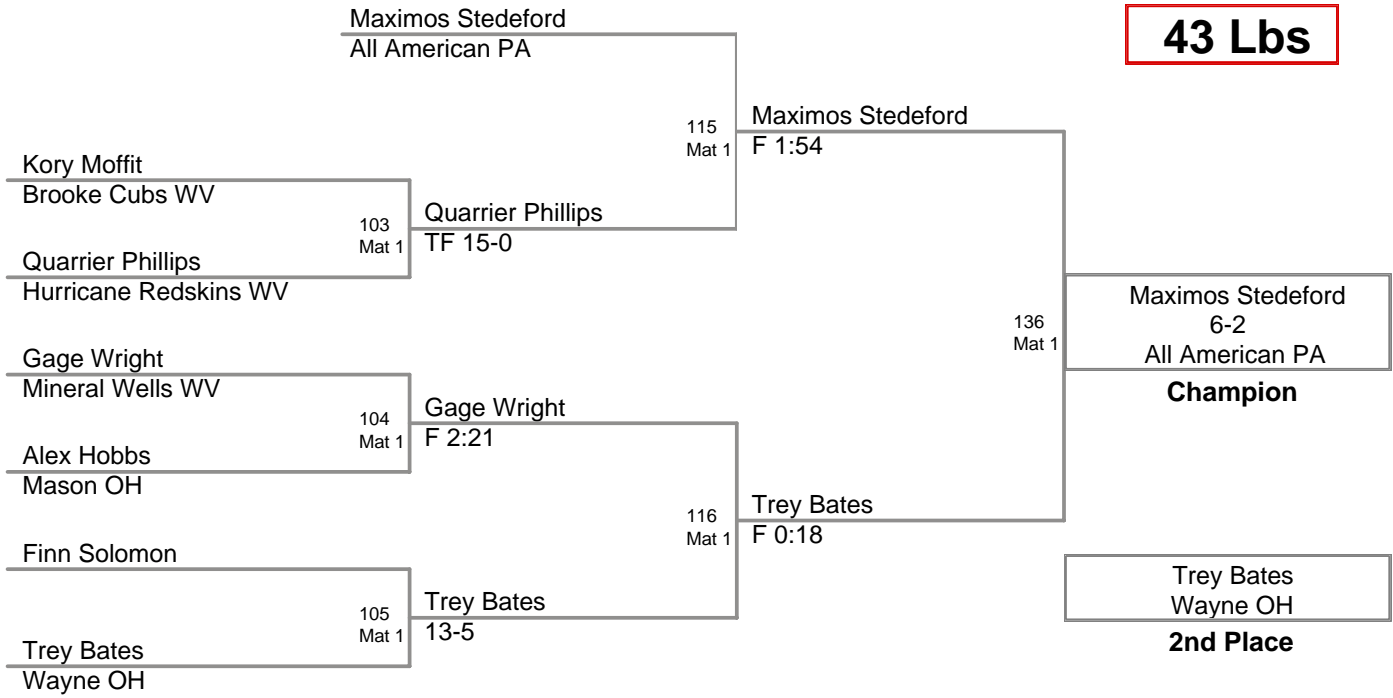 Maximos Stedeford
All American PA
43 Lbs
115
Mat 1
Maximos Stedeford
F 1:54
Kory Moffit
Brooke Cubs WV
103
Mat 1
Quarrier Phillips
TF 15-0
Quarrier Phillips
Hurricane Redskins WV
136
Mat 1
Maximos Stedeford
6-2
All American PA
Champion
Gage Wright
Mineral Wells WV
104
Mat 1
Gage Wright
F 2:21
Alex Hobbs
Mason OH
116
Mat 1
Trey Bates
F 0:18
Finn Solomon
105
Mat 1
Trey Bates
13-5
Trey Bates
Wayne OH
Trey Bates
Wayne OH
2nd Place